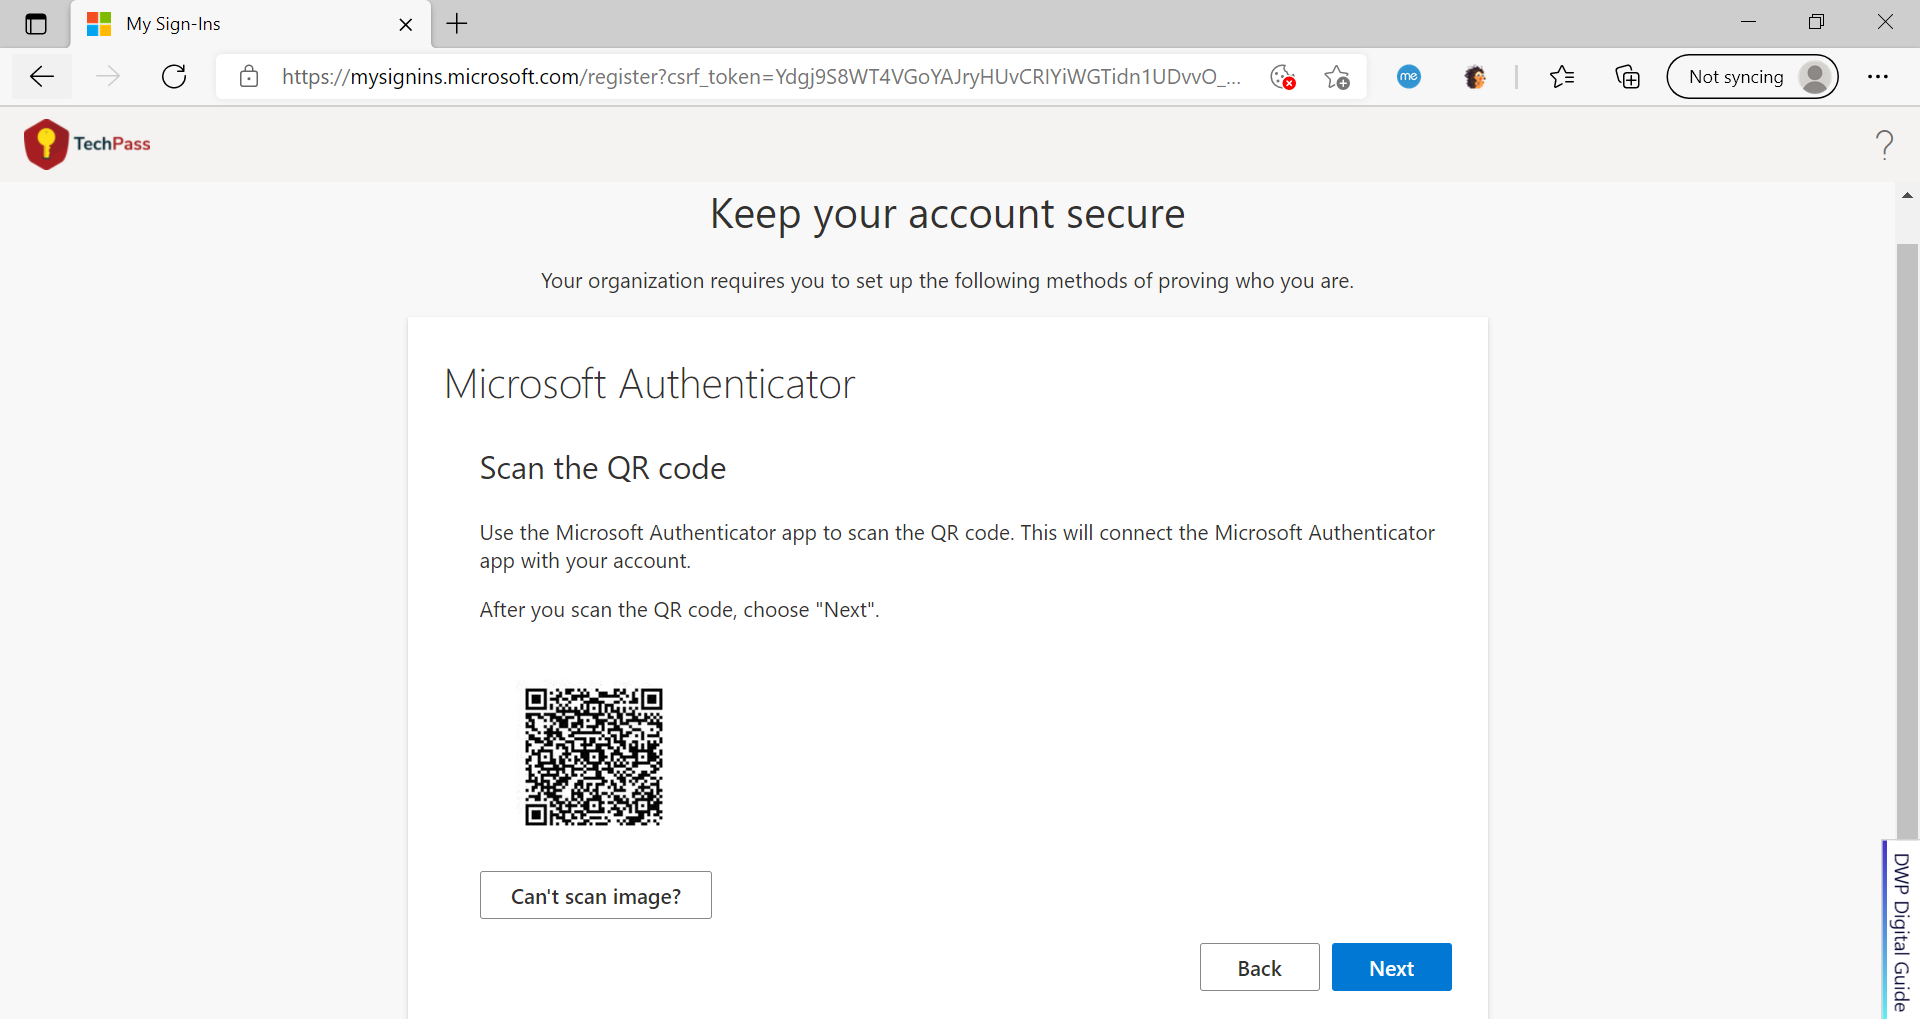 My Sign-Ins
https://mysignins.microsoft.com/register?csrf_token=Ydgj9S8WT4VGoYAJryHUvCRIYiWGTidn1UDvvO_...
me
Not syncing
TechPass
?
Keep your account secure
Your organization requires you to set up the following methods of proving who you are.
Microsoft Authenticator
Scan the QR code
Use the Microsoft Authenticator app to scan the QR code. This will connect the Microsoft Authenticator
app with your account.
After you scan the QR code, choose "Next".
Can't scan image?
Back
Next
DWP Digital Guide